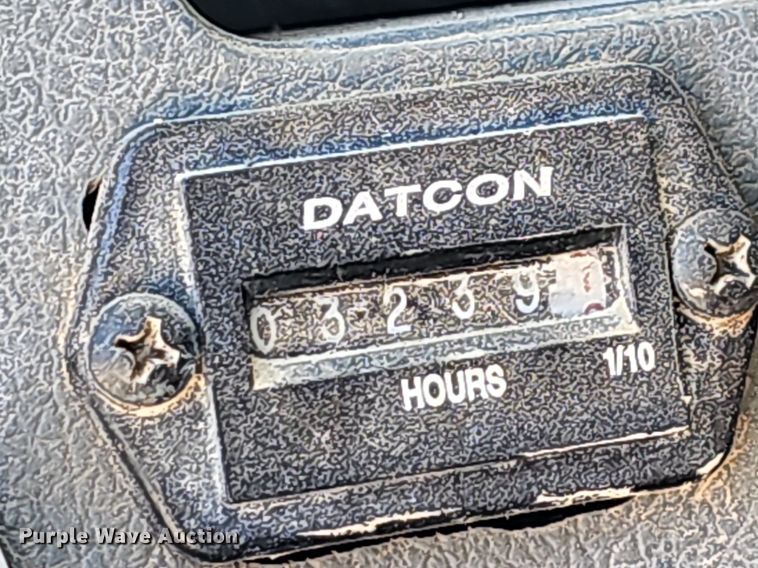 DATCON
0 3 2 3 9
HOURS 1/10
Purple Wave Auction